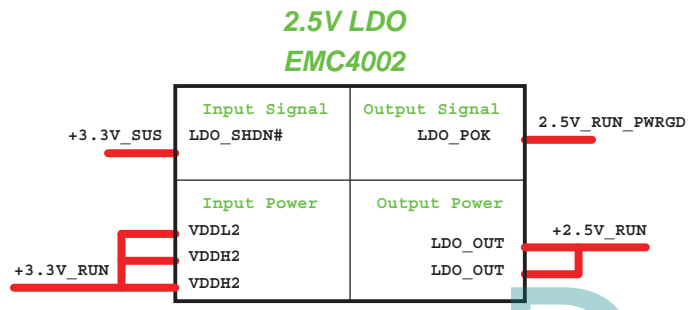 2.5V LDO
EMC4002
Input Signal
Output Signal
+3.3V_SUS
LDO_SHDN#
LDO_POK
2.5V_RUN_PWRGD
Input Power
Output Power
VDDL2
VDDH2
VDDH2
+3.3V_RUN
LDO_OUT
LDO_OUT
+2.5V_RUN